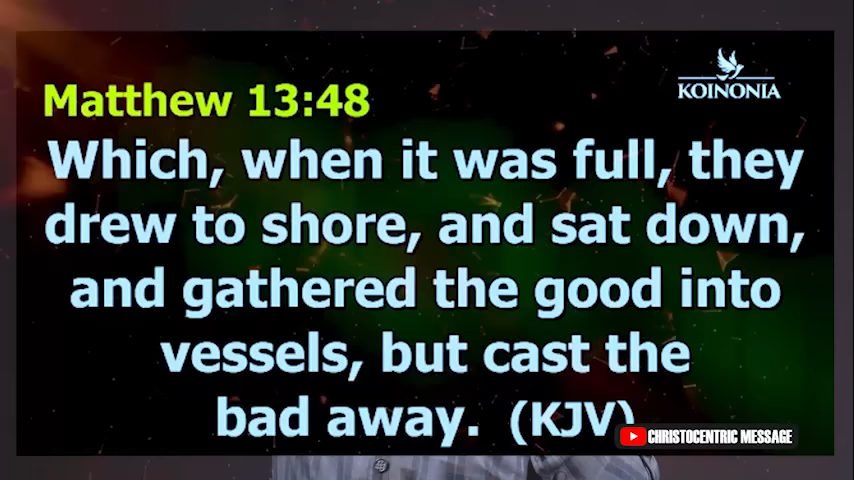 Matthew 13:48
KOINONIA
Which, when it was full, they
drew to shore, and sat down,
and gathered the good into
vessels, but cast the
bad away. (KJV)
CHRISTOCENTRIC MESSAGE